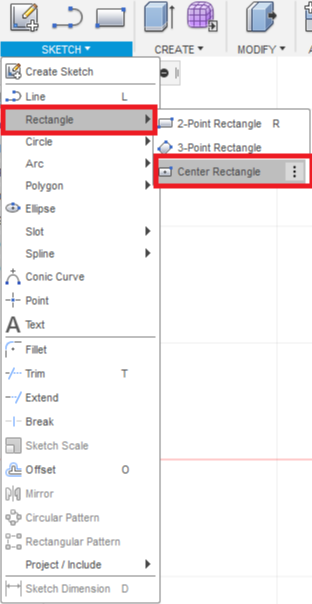 SKETCH ▾ CREATE ▾ MODIFY ▾
Create Sketch
Line L
Rectangle
2-Point Rectangle R
Circle
3-Point Rectangle
Arc
Center Rectangle
Polygon
Ellipse
Slot
Spline
Conic Curve
Point
Text
Fillet
Trim T
Extend
Break
Sketch Scale
Offset O
Mirror
Circular Pattern
Rectangular Pattern
Project / Include
Sketch Dimension D